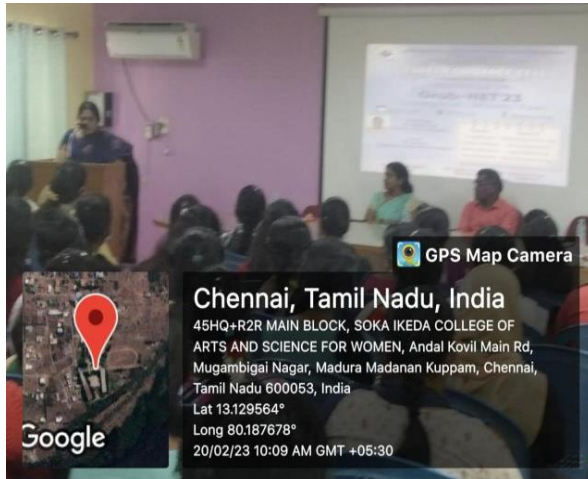 GPS Map Camera
Chennai, Tamil Nadu, India
45HQ+R2R MAIN BLOCK, SOKA IKEDA COLLEGE OF
ARTS AND SCIENCE FOR WOMEN, Andal Kovil Main Rd,
Mugambigai Nagar, Madura Madanan Kuppam, Chennai,
Tamil Nadu 600053, India
Lat 13.129564°
Long 80.187678°
20/02/23 10:09 AM GMT +05:30
Google